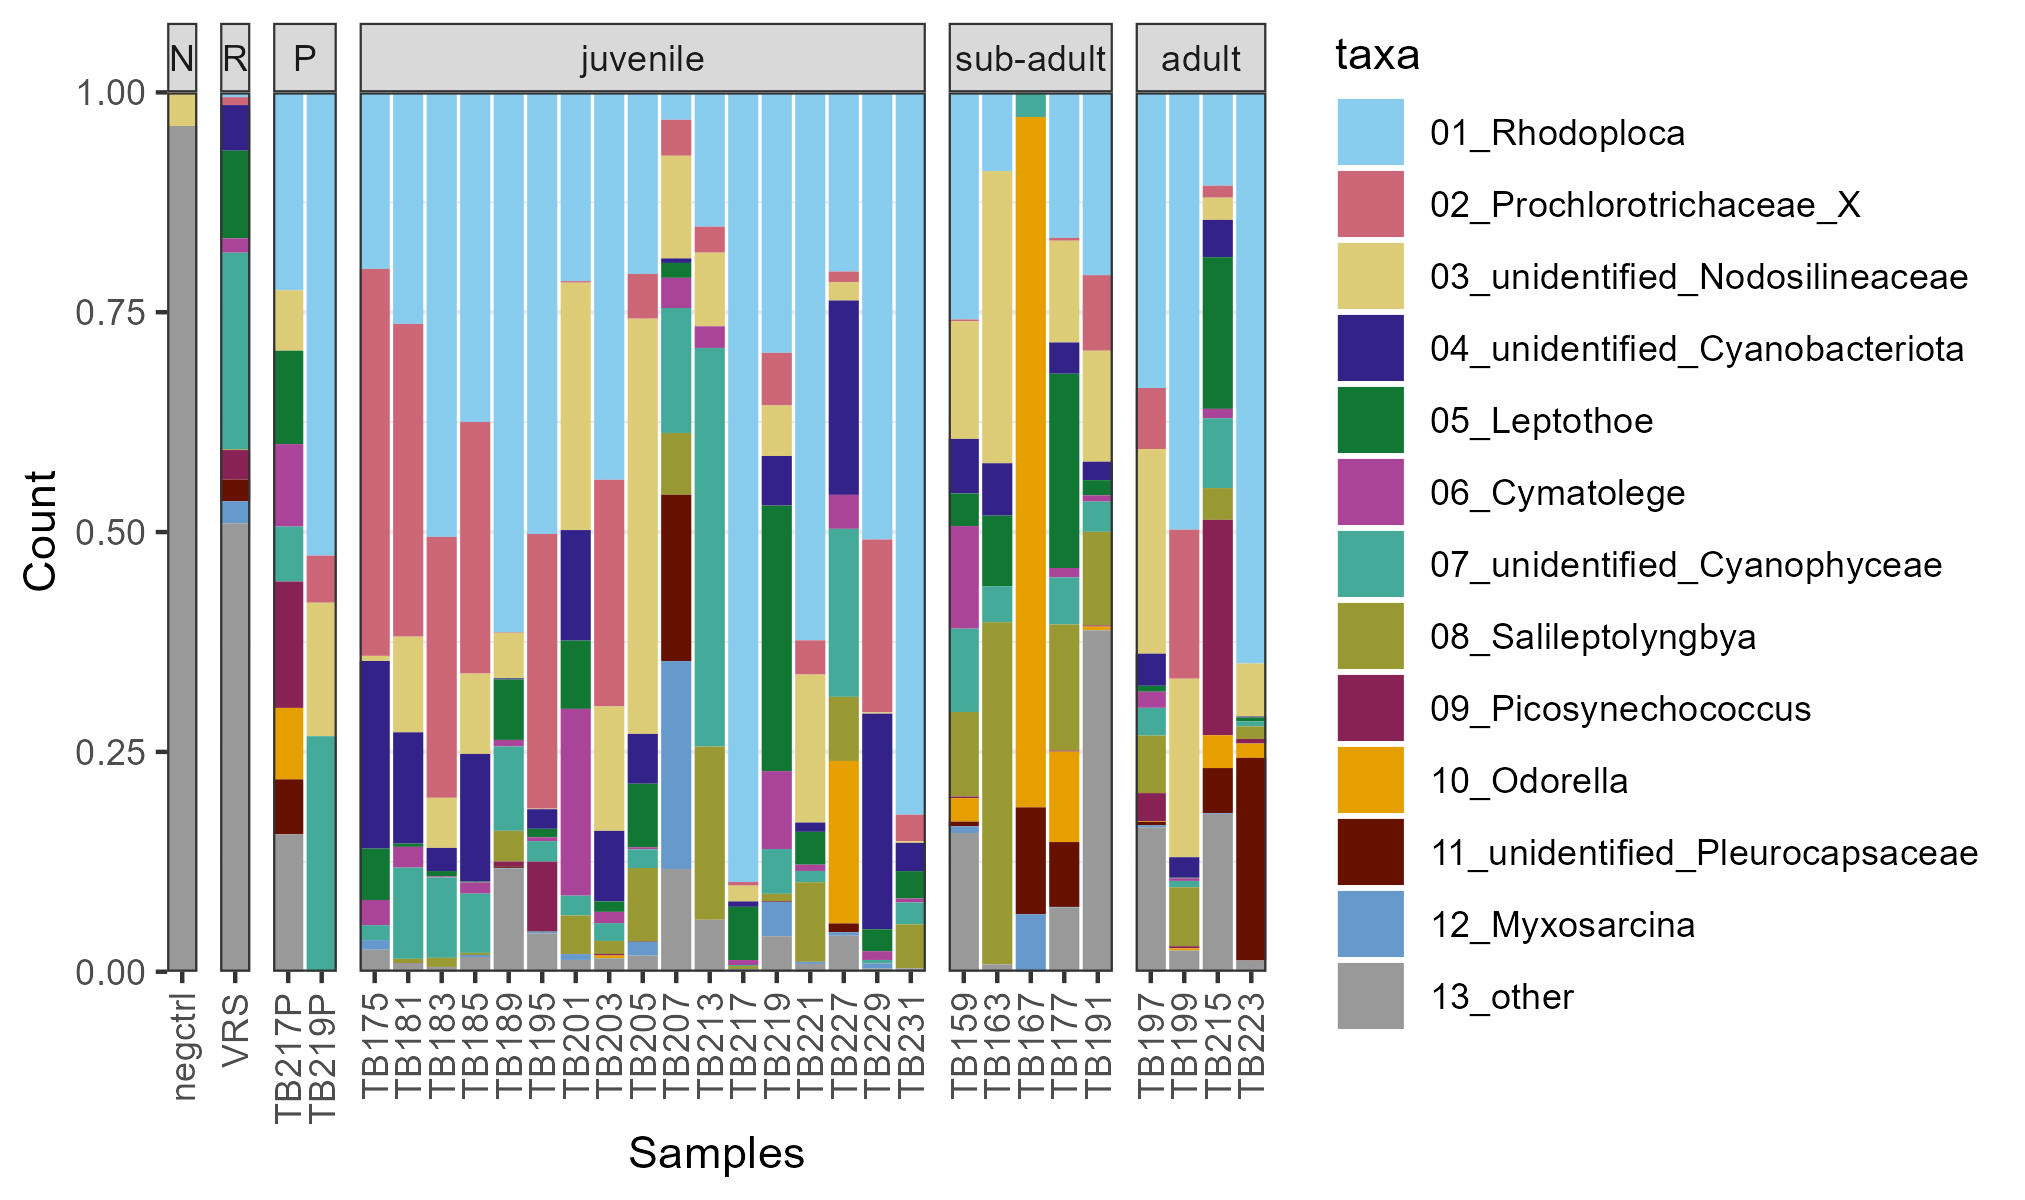 N R P juvenile sub-adult adult
taxa
1.00
0.75
0.50
0.25
0.00
Count
01_Rhodoploca
02_Prochlorotrichaceae_X
03_unidentified_Nodosilineaceae
04_unidentified_Cyanobacteriota
05_Leptothoe
06_Cymatolege
07_unidentified_Cyanophyceae
08_Salileptolyngbya
09_Picosynechococcus
10_Odorella
11_unidentified_Pleurocapsaceae
12_Myxosarcina
13_other
negctrl
VRS
TB217P
TB219P
TB175
TB181
TB183
TB185
TB189
TB195
TB201
TB203
TB205
TB207
TB213
TB217
TB219
TB221
TB227
TB229
TB231
TB159
TB163
TB167
TB177
TB191
TB197
TB199
TB215
TB223
Samples